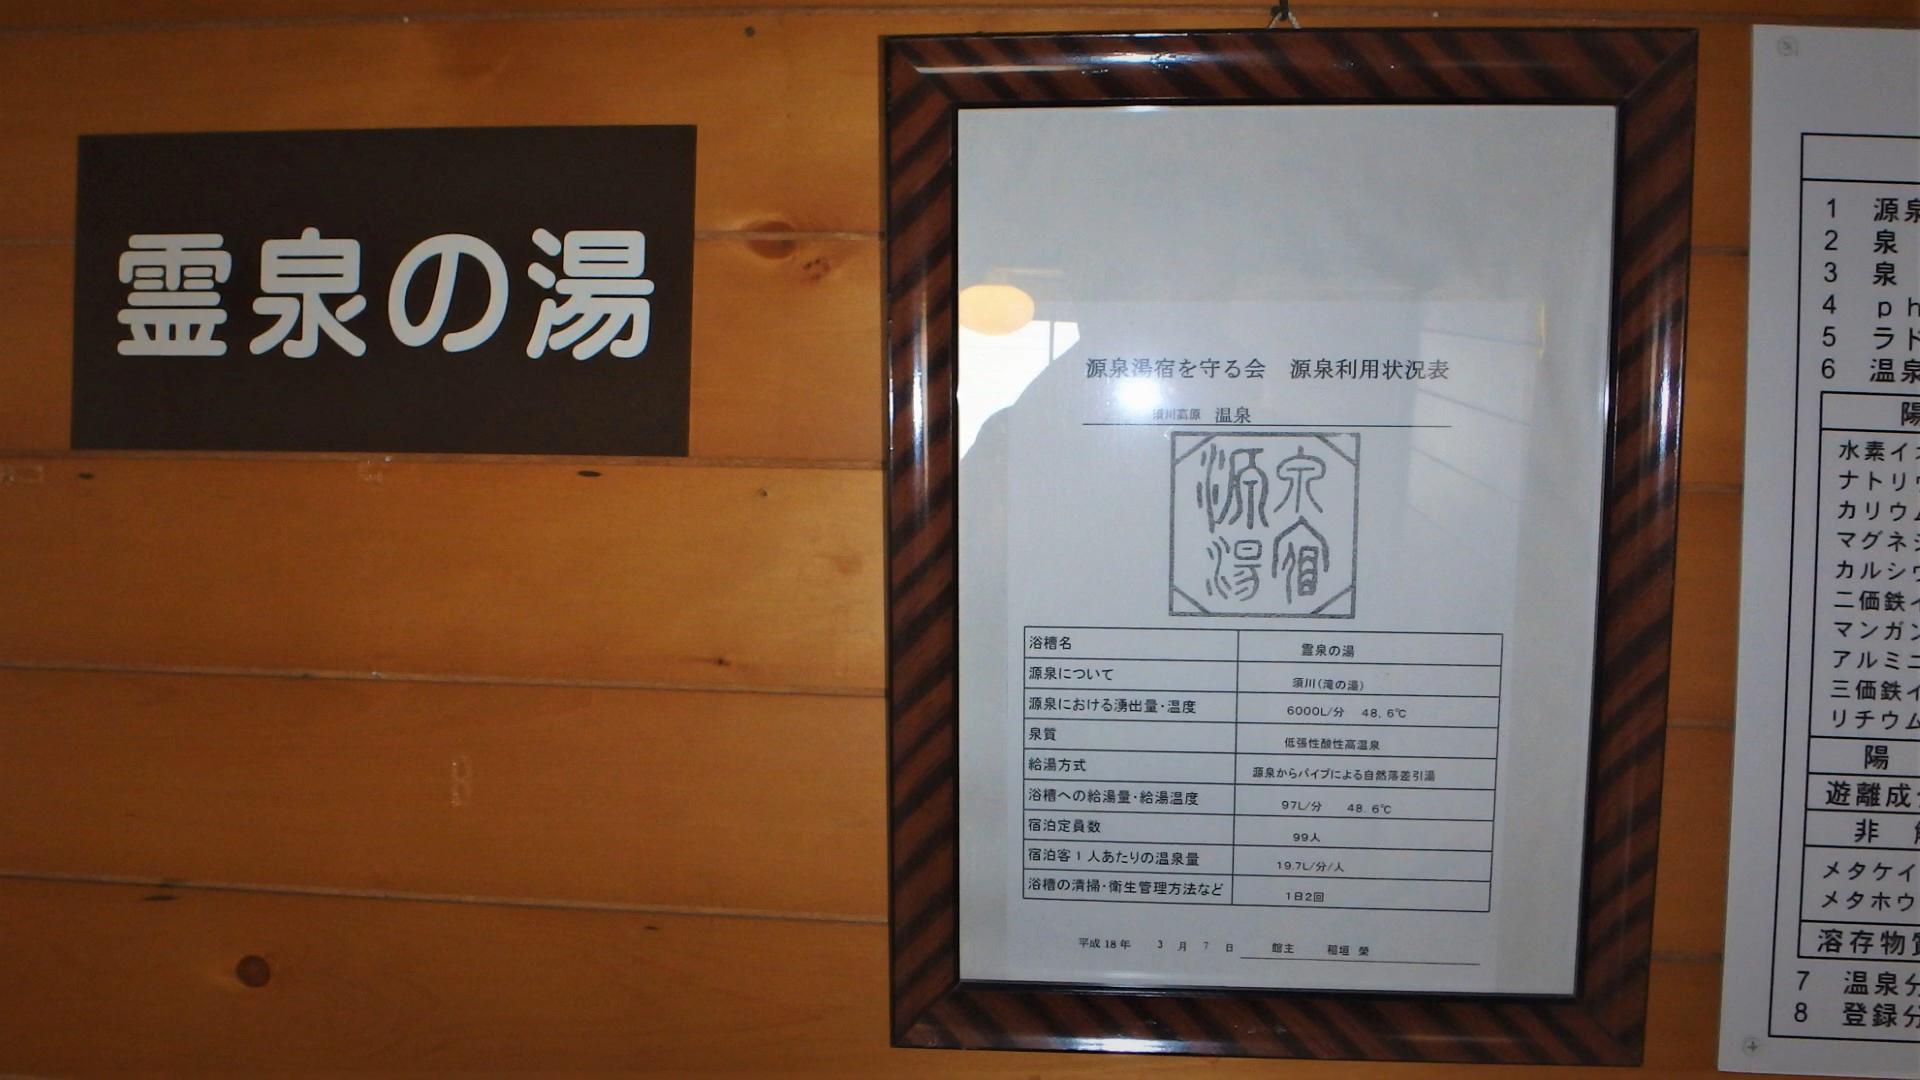 霊泉の湯
源泉湯宿を守る会　源泉利用状況表
須川高原 温泉
源泉
湯宿
浴槽名 霊泉の湯
源泉について 須川(滝の湯)
源泉における湧出量・温度 6000L/分 48.6℃
泉質 低張性酸性高温泉
給湯方式 源泉からパイプによる自然落差引湯
浴槽への給湯量・給湯温度 97L/分 48.6℃
宿泊定員数 99人
宿泊客1人あたりの温泉量 19.7L/分/人
浴槽の清掃・衛生管理方法など 1日2回
平成18年 3月 7日 館主 稲垣 榮
1 源泉
2 泉
3 泉
4 ph
5 ラド
6 温泉
陽
水素イオ
ナトリウ
カリウム
マグネシ
カルシウ
二価鉄イ
マンガン
アルミニ
三価鉄イ
リチウム
陽
遊離成分
非
メタケイ
メタホウ
溶存物質
7 温泉分
8 登録分